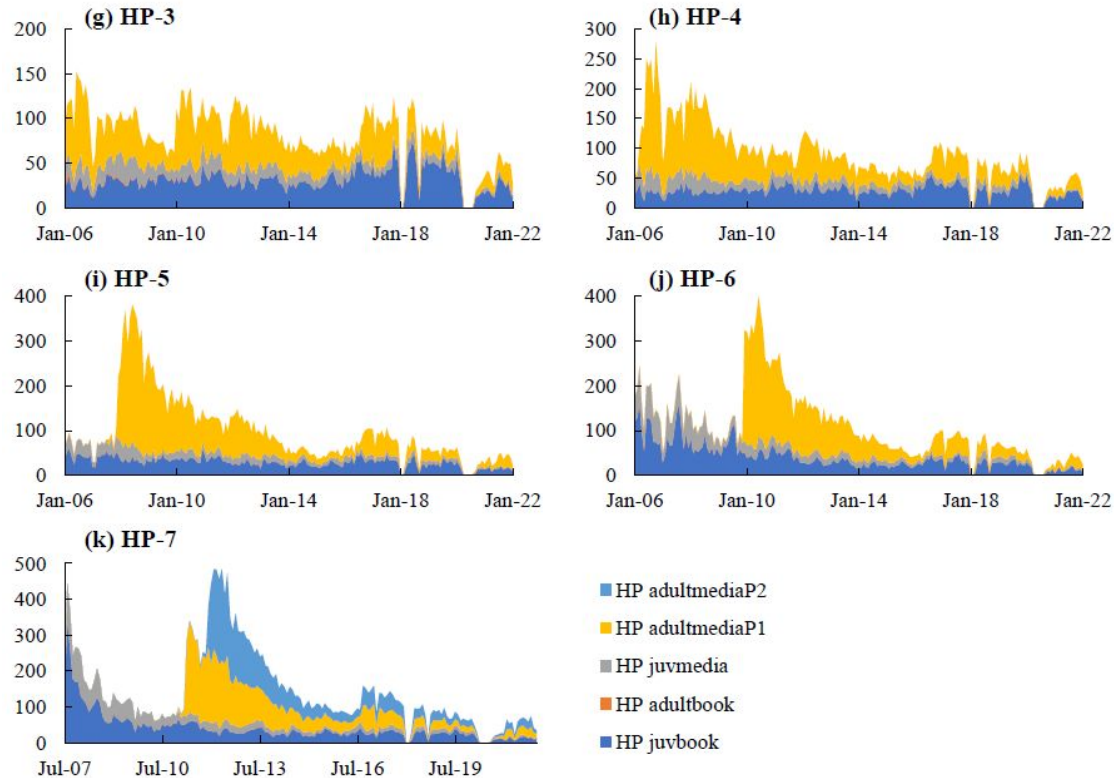 (g) HP-3
200
150
100
50
0
Jan-06 Jan-10 Jan-14 Jan-18 Jan-22
(h) HP-4
300
250
200
150
100
50
0
Jan-06 Jan-10 Jan-14 Jan-18 Jan-22
(i) HP-5
400
300
200
100
0
Jan-06 Jan-10 Jan-14 Jan-18 Jan-22
(j) HP-6
400
300
200
100
0
Jan-06 Jan-10 Jan-14 Jan-18 Jan-22
(k) HP-7
500
400
300
200
100
0
Jul-07 Jul-10 Jul-13 Jul-16 Jul-19
HP adultmediaP2
HP adultmediaP1
HP juvmedia
HP adultbook
HP juvbook